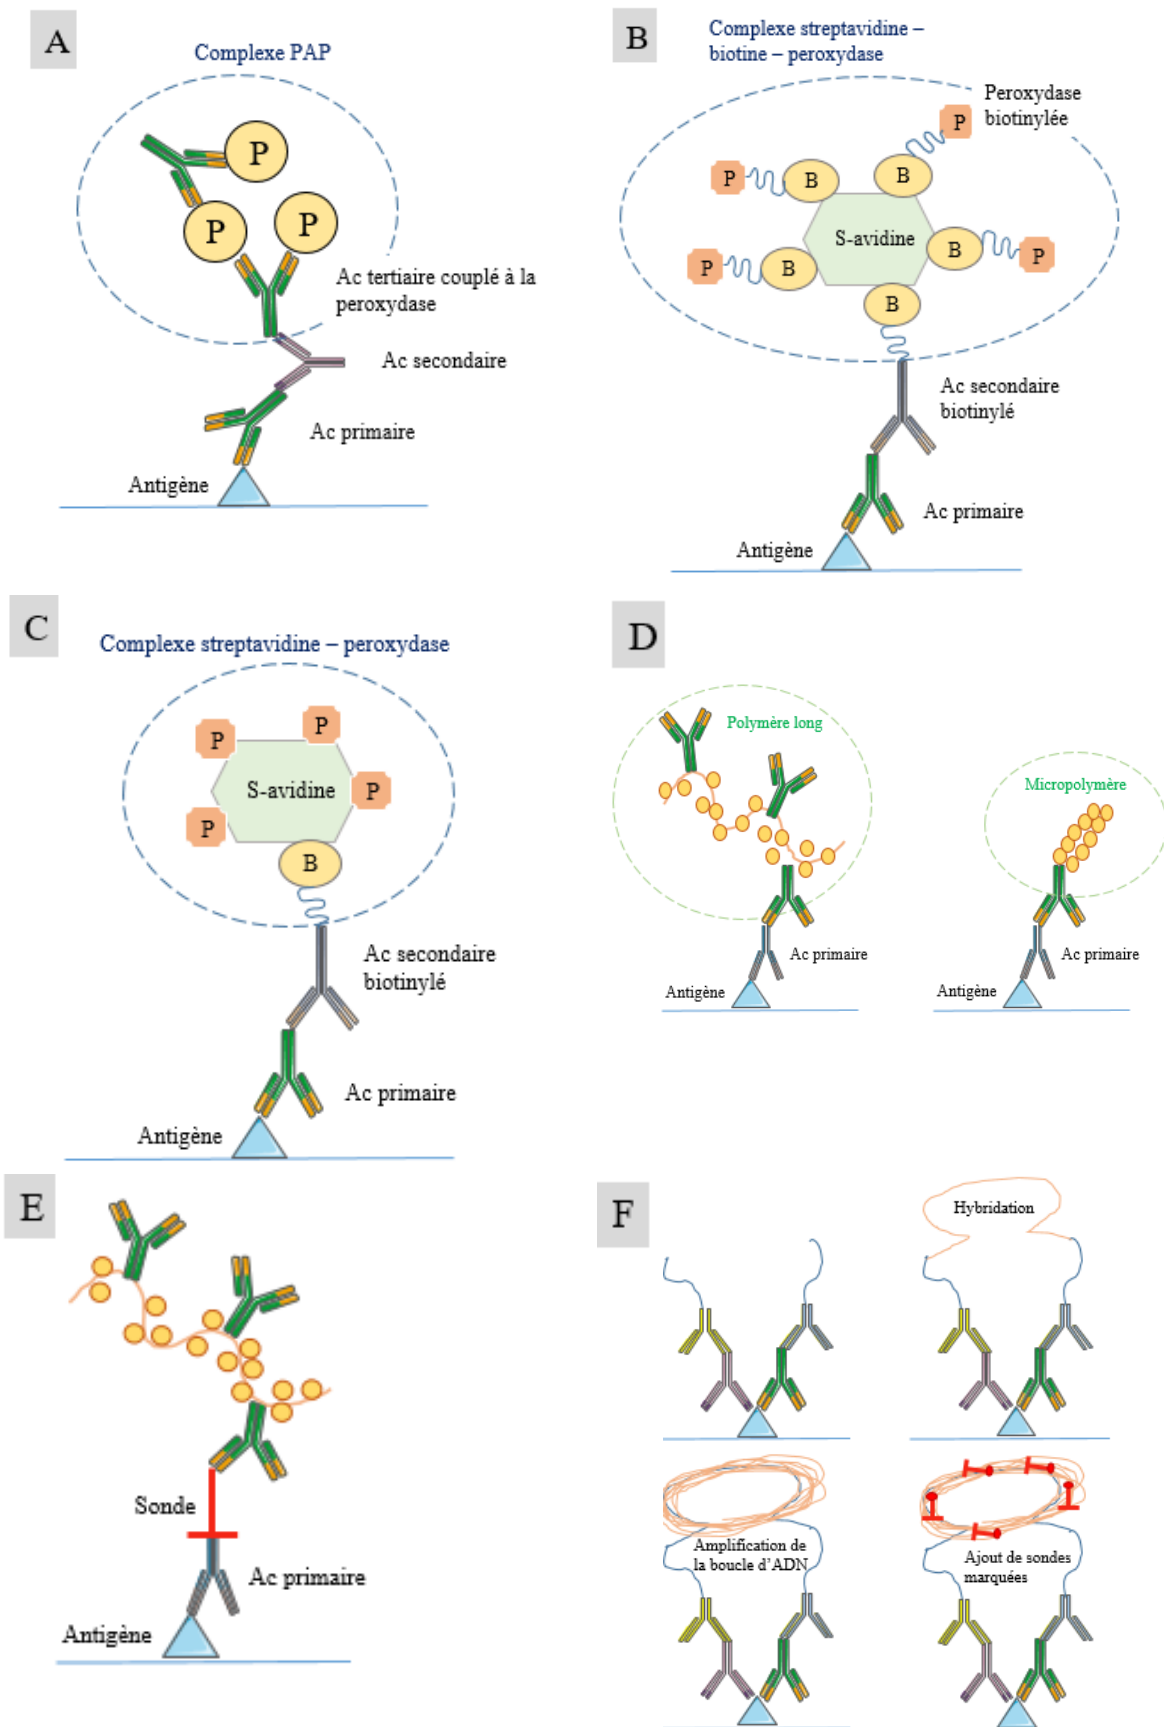 A
Complexe PAP
P
P
P
Ac tertiaire couplé à la
peroxydase
Ac secondaire
Ac primaire
Antigène
B
Complexe streptavidine –
biotine – peroxydase
Peroxydase
biotinylée
P
P
B
B
S-avidine
P
B
B
P
B
Ac secondaire
biotinylé
Ac primaire
Antigène
C
Complexe streptavidine – peroxydase
P
P
S-avidine
P
P
B
Ac secondaire
biotinylé
Ac primaire
Antigène
D
Polymère long
Ac primaire
Antigène
Micropolymère
Ac primaire
Antigène
E
Sonde
Ac primaire
Antigène
F
Hybridation
Amplification de
la boucle d'ADN
Ajout de sondes
marquées